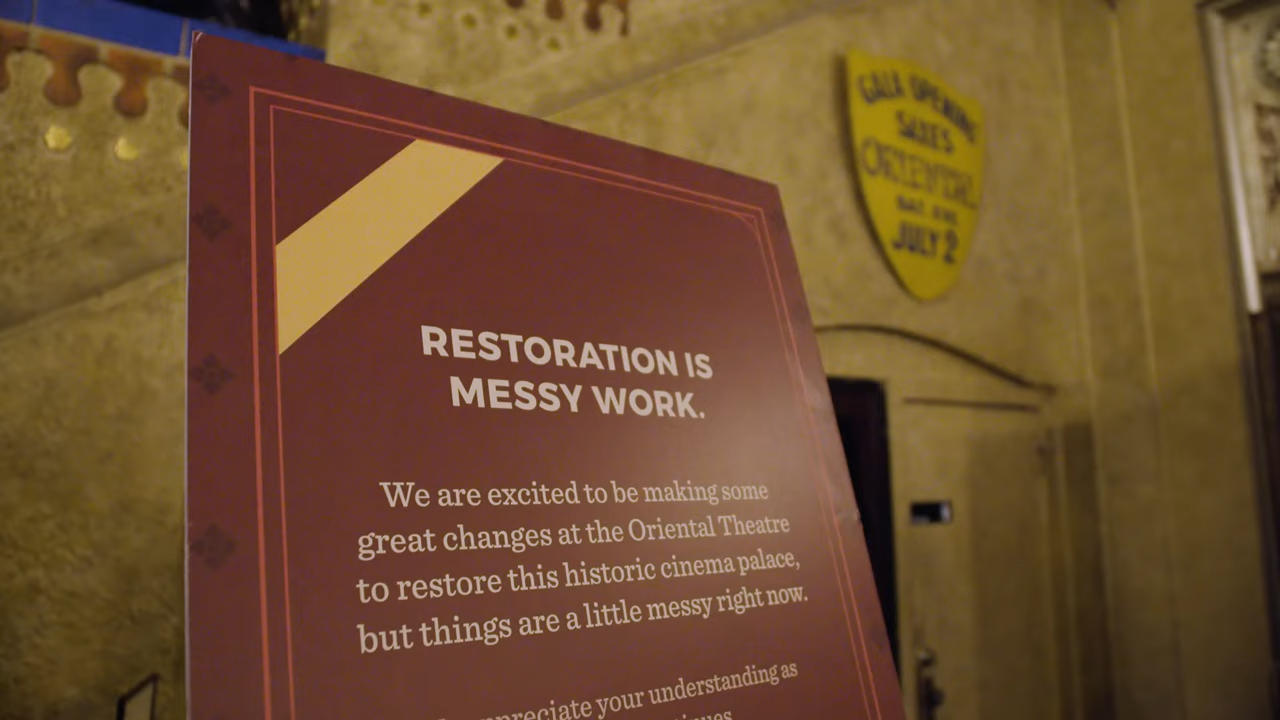 GALA OPENING
SAXES
ORIENTAL
JULY 2
RESTORATION IS
MESSY WORK.
We are excited to be making some
great changes at the Oriental Theatre
to restore this historic cinema palace,
but things are a little messy right now.
appreciate your understanding as